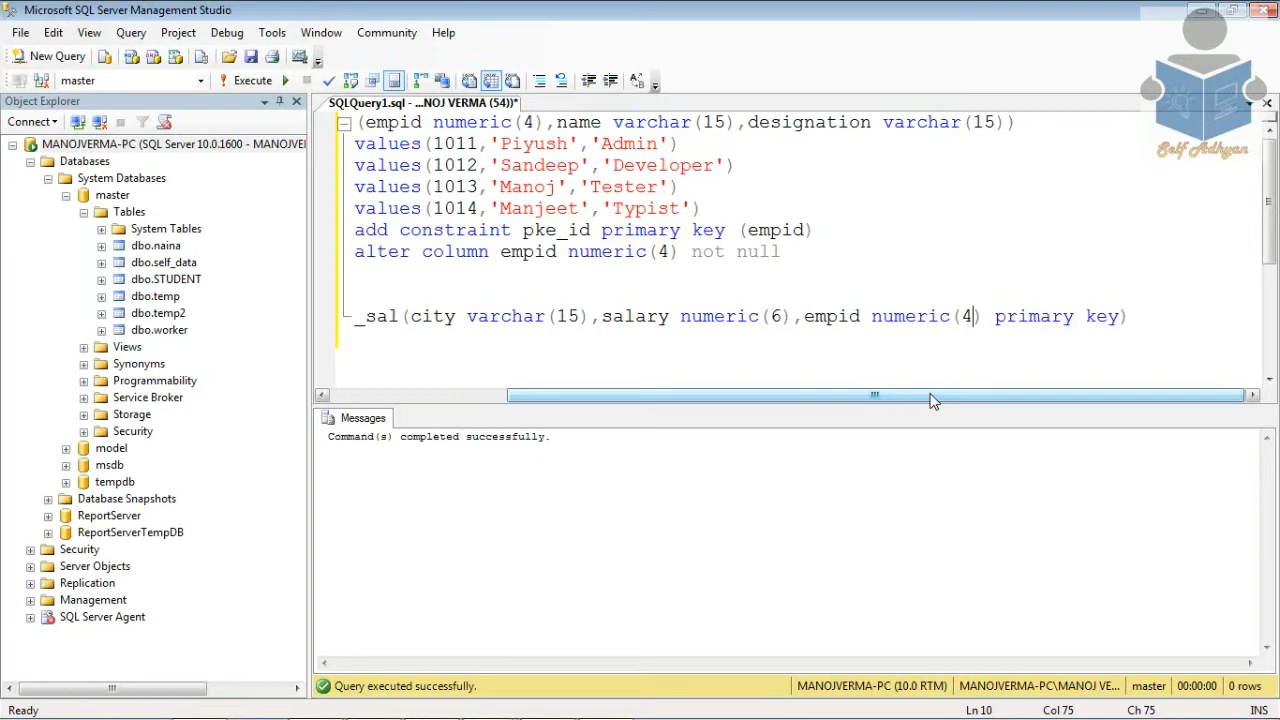 Microsoft SQL Server Management Studio
File Edit View Query Project Debug Tools Window Community Help
New Query
master Execute
Object Explorer
SQLQuery1.sql - ...NOJ VERMA (54))*
Connect
MANOJVERMA-PC (SQL Server 10.0.1600 - MANOJVEI
Databases
System Databases
master
Tables
System Tables
dbo.naina
dbo.self_data
dbo.STUDENT
dbo.temp
dbo.temp2
dbo.worker
Views
Synonyms
Programmability
Service Broker
Storage
Security
model
msdb
tempdb
Database Snapshots
ReportServer
ReportServerTempDB
Security
Server Objects
Replication
Management
SQL Server Agent
(empid numeric(4),name varchar(15),designation varchar(15))
values(1011,'Piyush','Admin')
values(1012,'Sandeep','Developer')
values(1013,'Manoj','Tester')
values(1014,'Manjeet','Typist')
add constraint pke_id primary key (empid)
alter column empid numeric(4) not null
_sal(city varchar(15),salary numeric(6),empid numeric(4) primary key)
Self Adhyan
Messages
Command(s) completed successfully.
Query executed successfully. MANOJVERMA-PC (10.0 RTM) MANOJVERMA-PC\MANOJ VE... master 00:00:00 0 rows
Ready Ln 10 Col 75 Ch 75 INS